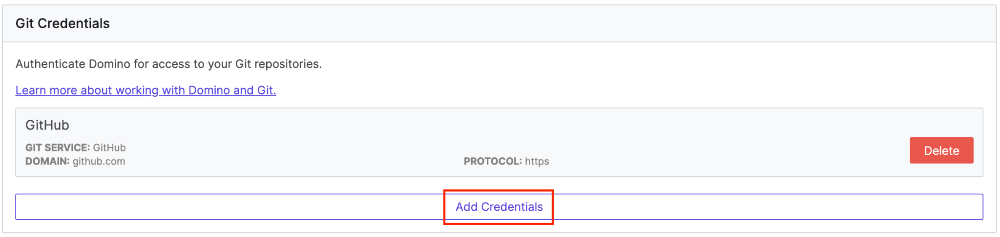 Git Credentials
Authenticate Domino for access to your Git repositories.
Learn more about working with Domino and Git.
GitHub
GIT SERVICE: GitHub
DOMAIN: github.com
PROTOCOL: https
Delete
Add Credentials